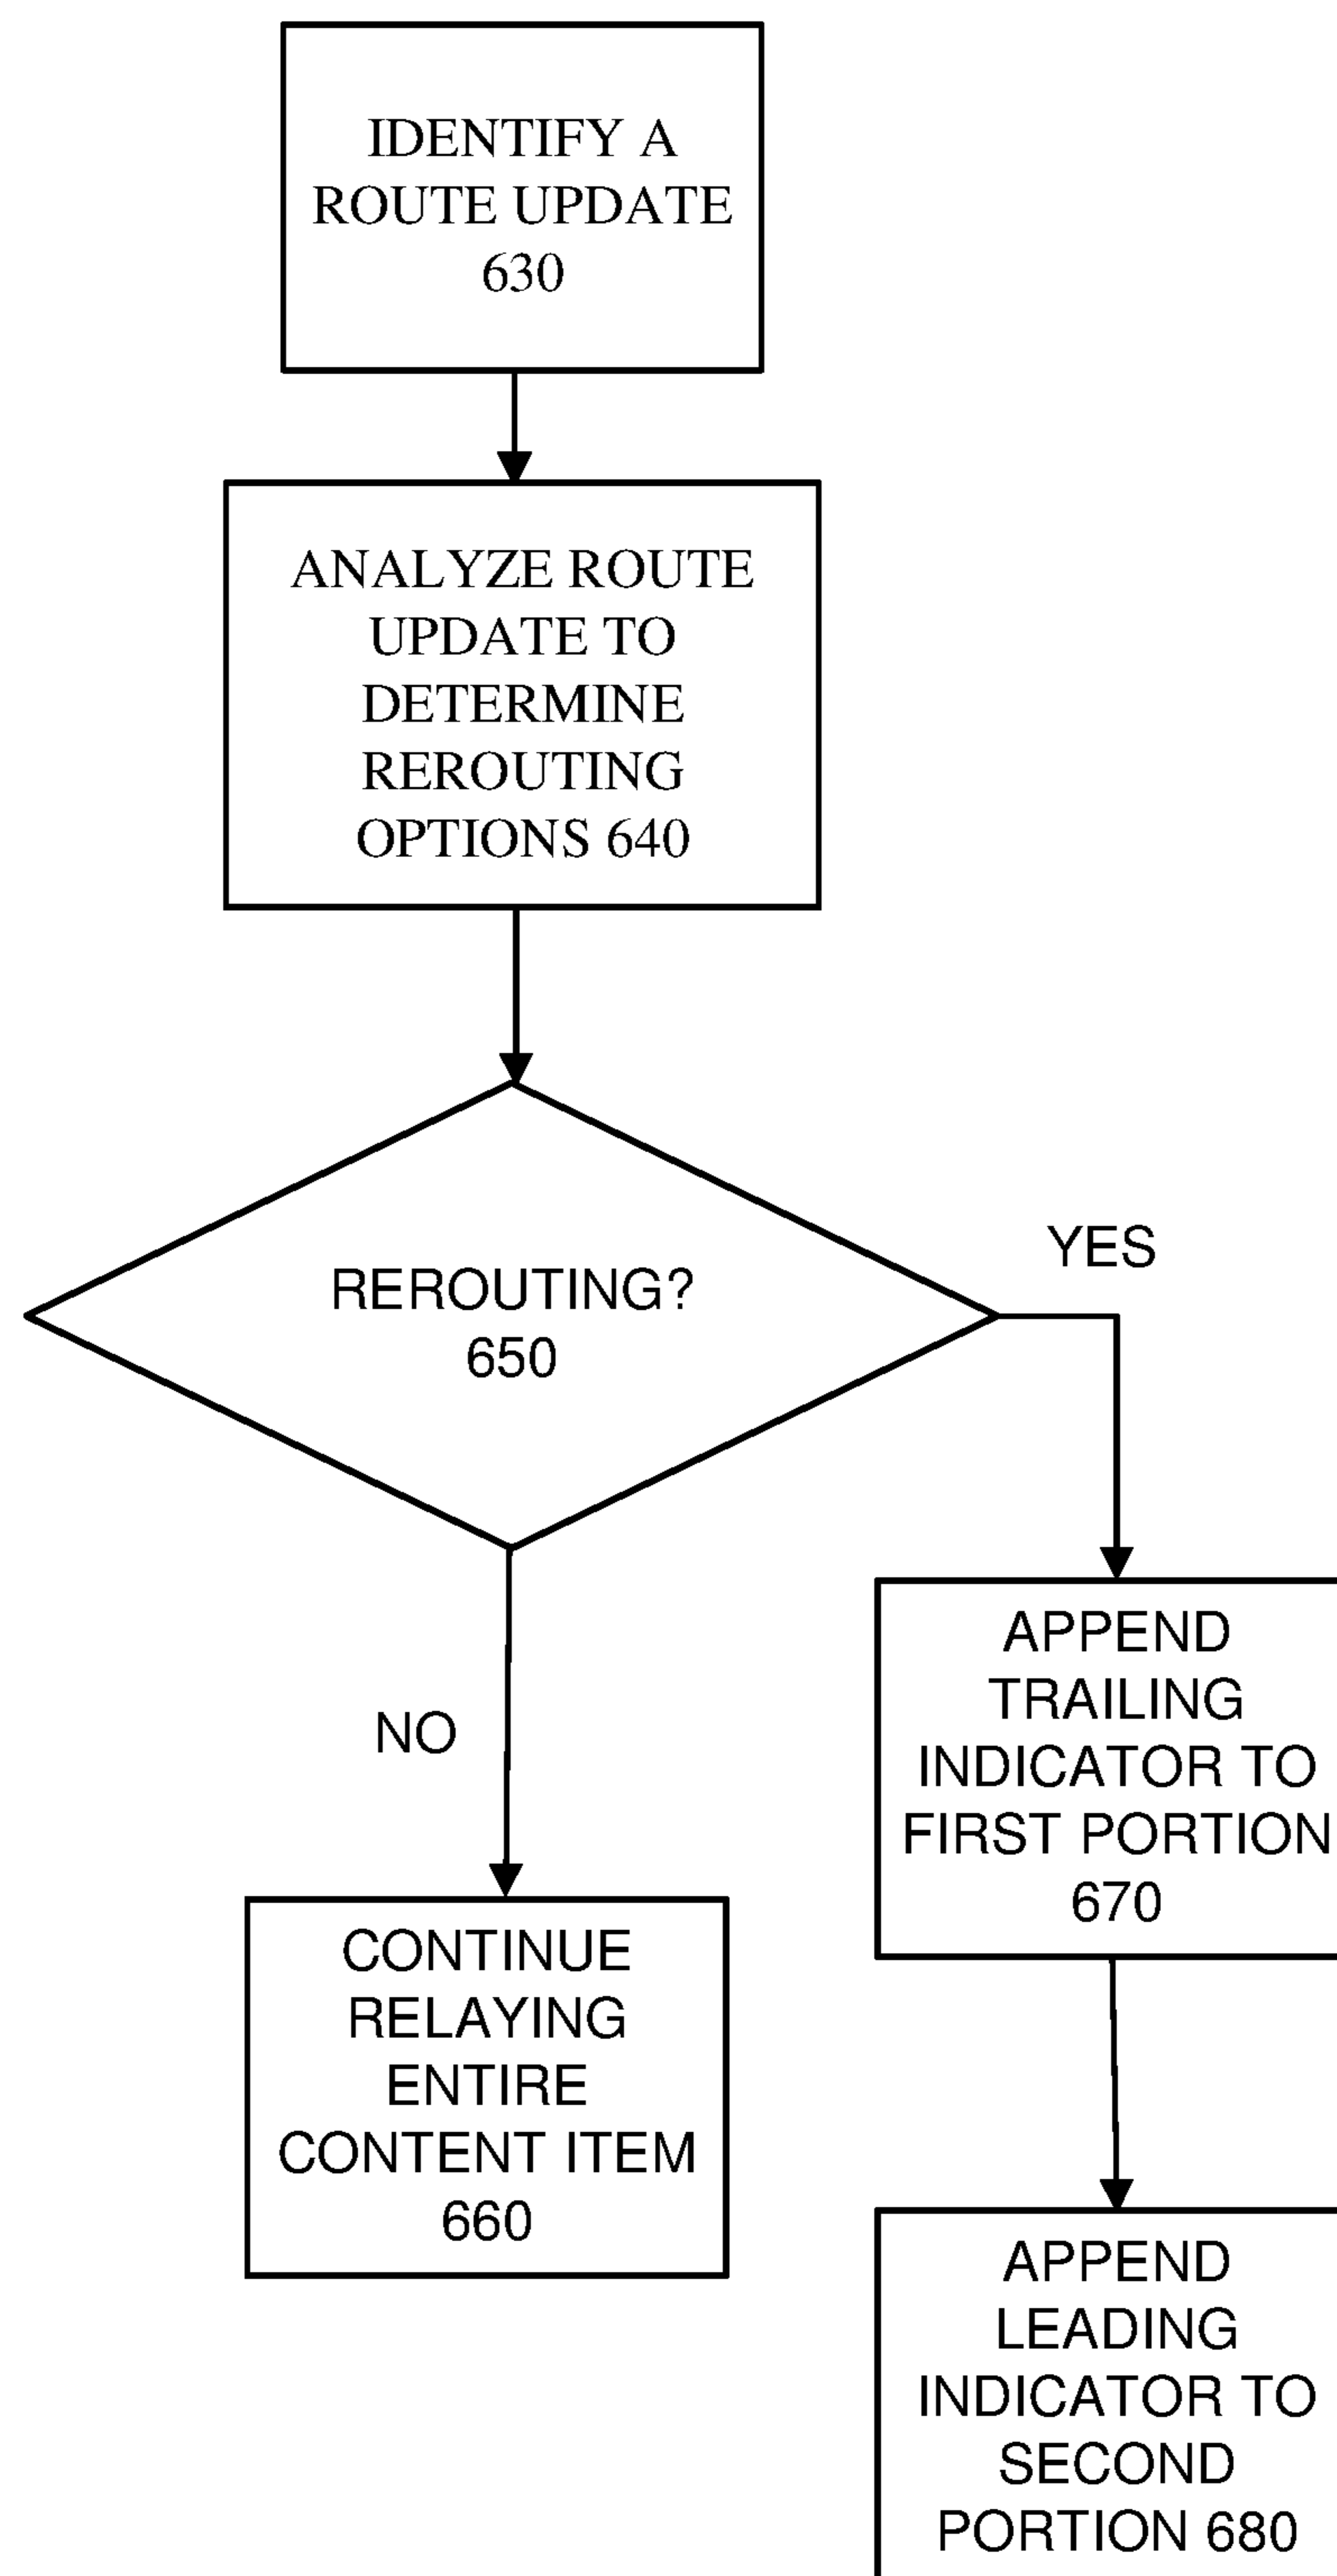 IDENTIFY A
ROUTE UPDATE
630
ANALYZE ROUTE
UPDATE TO
DETERMINE
REROUTING
OPTIONS 640
REROUTING?
650
YES
NO
APPEND
TRAILING
INDICATOR TO
FIRST PORTION
670
CONTINUE
RELAYING
ENTIRE
CONTENT ITEM
660
APPEND
LEADING
INDICATOR TO
SECOND
PORTION 680